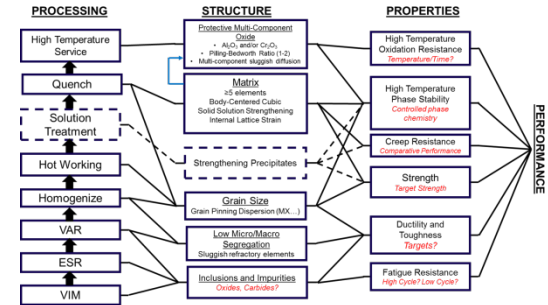 PROCESSING
STRUCTURE
PROPERTIES
High Temperature
Service
Quench
Solution
Treatment
Hot Working
Homogenize
VAR
ESR
VIM
Protective Multi-Component
Oxide
• Al₂O₃ and/or Cr₂O₃
• Pilling-Bedworth Ratio (1-2)
• Multi-component sluggish diffusion
Matrix
≥5 elements
Body-Centered Cubic
Solid Solution Strengthening
Internal Lattice Strain
Strengthening Precipitates
Grain Size
Grain Pinning Dispersion (MX…)
Low Micro/Macro
Segregation
Sluggish refractory elements
Inclusions and Impurities
Oxides, Carbides?
High Temperature
Oxidation Resistance
Temperature/Time?
High Temperature
Phase Stability
Controlled phase
chemistry
Creep Resistance
Comparative Performance
Strength
Target Strength
Ductility and
Toughness
Targets?
Fatigue Resistance
High Cycle? Low Cycle?
PERFORMANCE